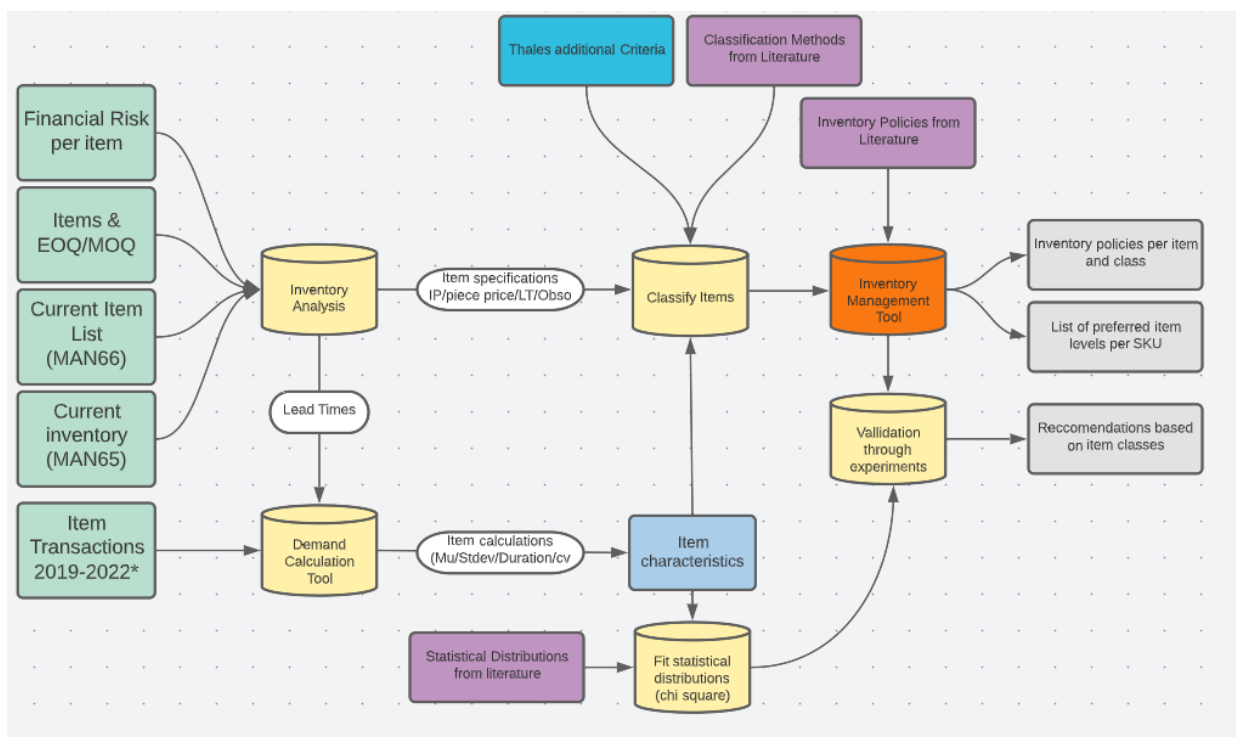 Thales additional Criteria
Classification Methods
from Literature
Financial Risk
per item
Inventory Policies from
Literature
Items &
EOQ/MOQ
Inventory policies per item
and class
Item specifications
IP/piece price/LT/Obso
Inventory
Analysis
Classify Items
Inventory
Management
Tool
Current Item
List
(MAN66)
List of preferred item
levels per SKU
Lead Times
Current
inventory
(MAN65)
Vallidation
through
experiments
Reccomendations based
on item classes
Item
Transactions
2019-2022*
Demand
Calculation
Tool
Item calculations
(Mu/Stdev/Duration/cv
Item
characteristics
Statistical Distributions
from literature
Fit statistical
distributions
(chi square)